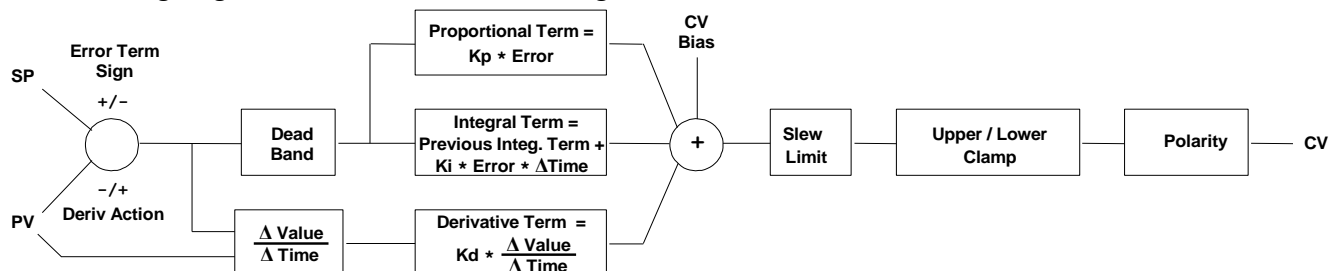 SP
Error Term
Sign
+/−
−/+
Deriv Action
PV
Dead
Band
Δ Value
Δ Time
Proportional Term =
Kp * Error
Integral Term =
Previous Integ. Term +
Ki * Error * ΔTime
Derivative Term =
Kd * Δ Value
Δ Time
CV
Bias
+
Slew
Limit
Upper / Lower
Clamp
Polarity
CV